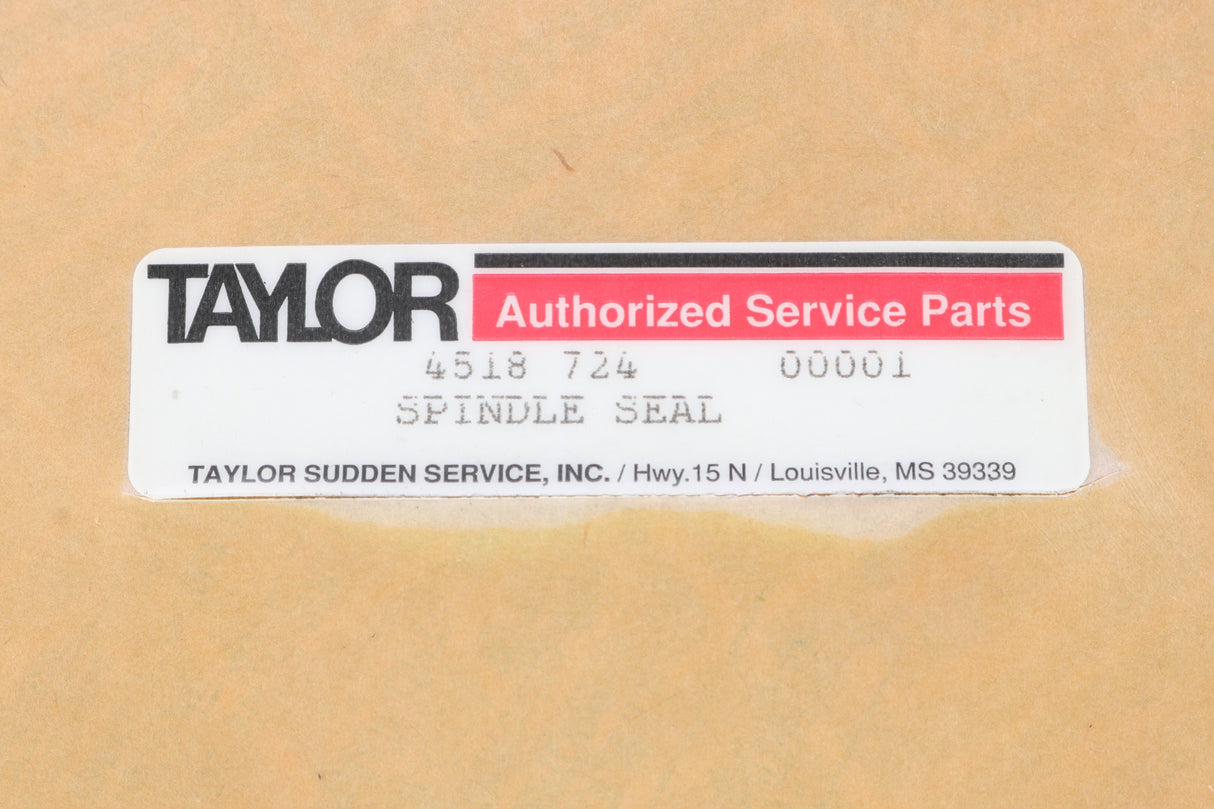 TAYLOR
Authorized Service Parts
4518 724 00001
SPINDLE SEAL
TAYLOR SUDDEN SERVICE, INC. / Hwy.15 N / Louisville, MS 39339